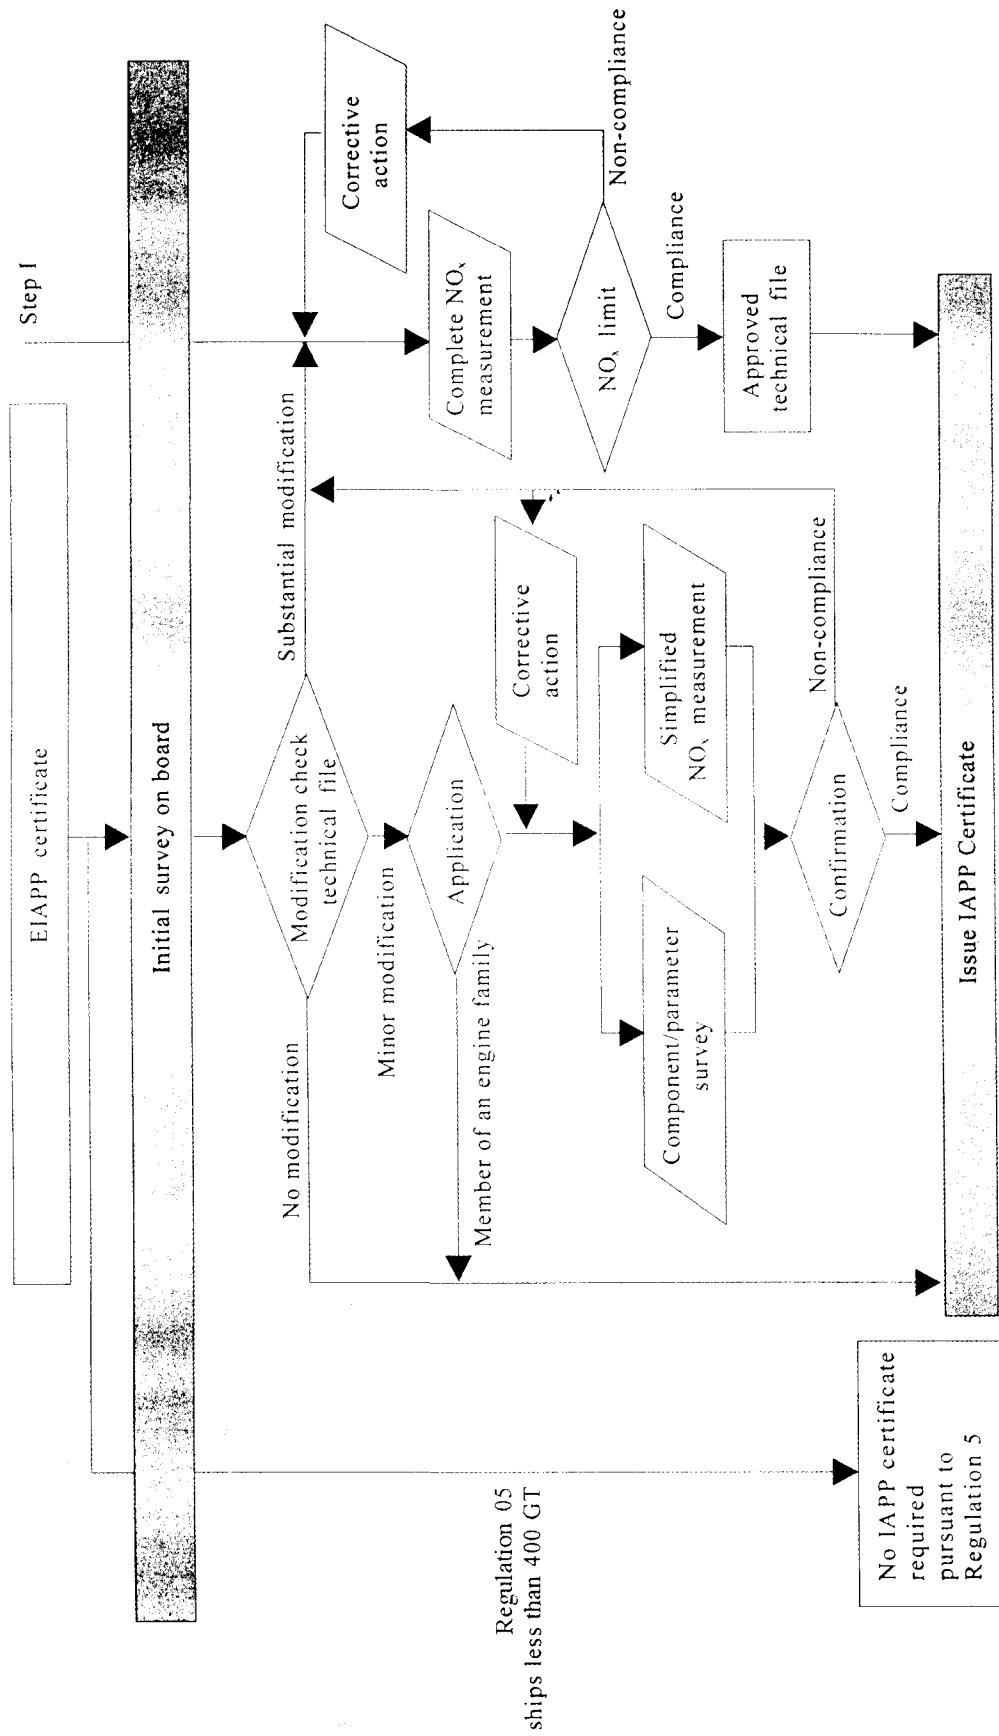 EIAPP certificate
Step I
Initial survey on board
No modification
Modification check
technical file
Substantial modification
Corrective
action
Minor modification
Application
Member of an engine family
Complete NOₓ
measurement
Regulation 05
ships less than 400 GT
Corrective
action
NOₓ limit
Non-compliance
Component/parameter
survey
Simplified
NOₓ measurement
Compliance
Approved
technical file
Confirmation
Non-compliance
Compliance
No IAPP certificate
required
pursuant to
Regulation 5
Issue IAPP Certificate